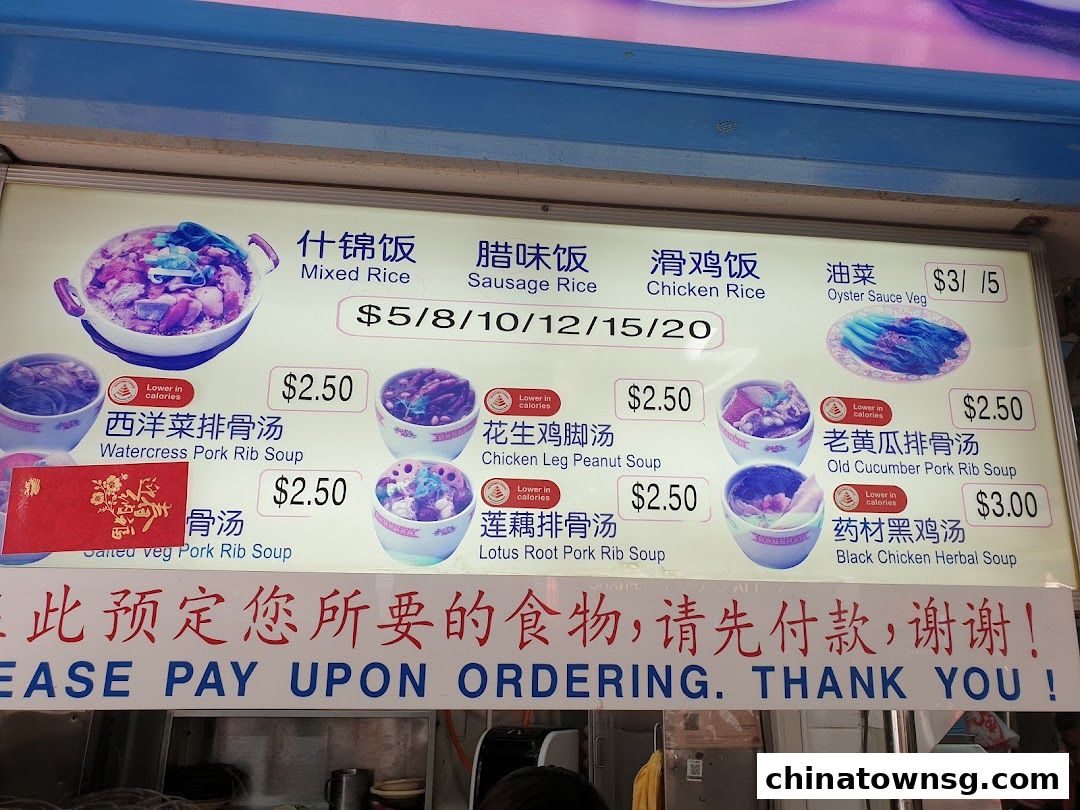 什锦饭
Mixed Rice
腊味饭
Sausage Rice
滑鸡饭
Chicken Rice
$5/8/10/12/15/20
油菜
Oyster Sauce Veg
$3/ /5
Lower in
calories
$2.50
西洋菜排骨汤
Watercress Pork Rib Soup
Lower in
calories
$2.50
花生鸡脚汤
Chicken Leg Peanut Soup
Lower in
calories
$2.50
老黄瓜排骨汤
Old Cucumber Pork Rib Soup
$2.50
骨汤
Salted Veg Pork Rib Soup
Lower in
calories
$2.50
莲藕排骨汤
Lotus Root Pork Rib Soup
Lower in
calories
$3.00
药材黑鸡汤
Black Chicken Herbal Soup
此预定您所要的食物,请先付款,谢谢!
EASE PAY UPON ORDERING. THANK YOU !
chinatownsg.com